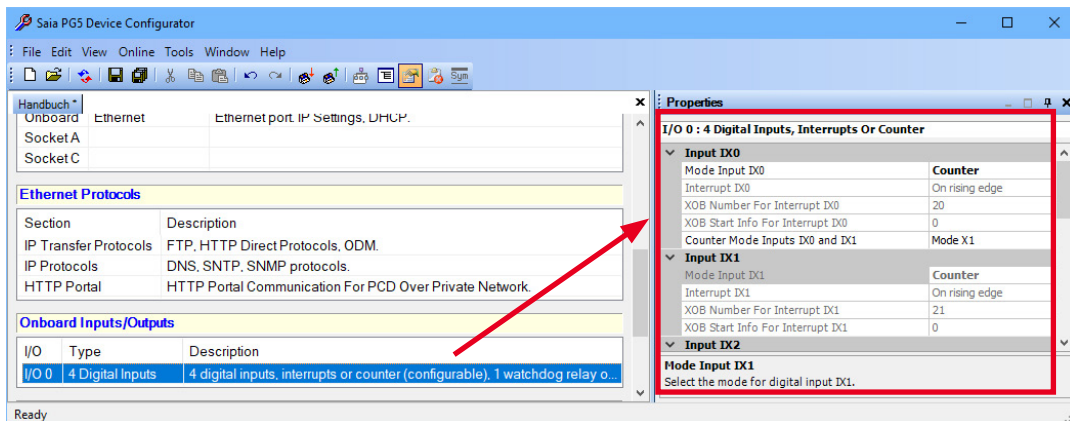 Saia PG5 Device Configurator
File Edit View Online Tools Window Help
Sym
Handbuch *
Onboard Ethernet Ethernet port. IP Settings, DHCP.
Socket A
Socket C
Ethernet Protocols
Section Description
IP Transfer Protocols FTP, HTTP Direct Protocols, ODM.
IP Protocols DNS, SNTP, SNMP protocols.
HTTP Portal HTTP Portal Communication For PCD Over Private Network.
Onboard Inputs/Outputs
I/O Type Description
I/O 0 4 Digital Inputs 4 digital inputs, interrupts or counter (configurable), 1 watchdog relay o...
Ready
Properties
I/O 0 : 4 Digital Inputs, Interrupts Or Counter
Input IX0
Mode Input IX0 Counter
Interrupt IX0 On rising edge
XOB Number For Interrupt IX0 20
XOB Start Info For Interrupt IX0 0
Counter Mode Inputs IX0 and IX1 Mode X1
Input IX1
Mode Input IX1 Counter
Interrupt IX1 On rising edge
XOB Number For Interrupt IX1 21
XOB Start Info For Interrupt IX1 0
Input IX2
Mode Input IX1
Select the mode for digital input IX1.